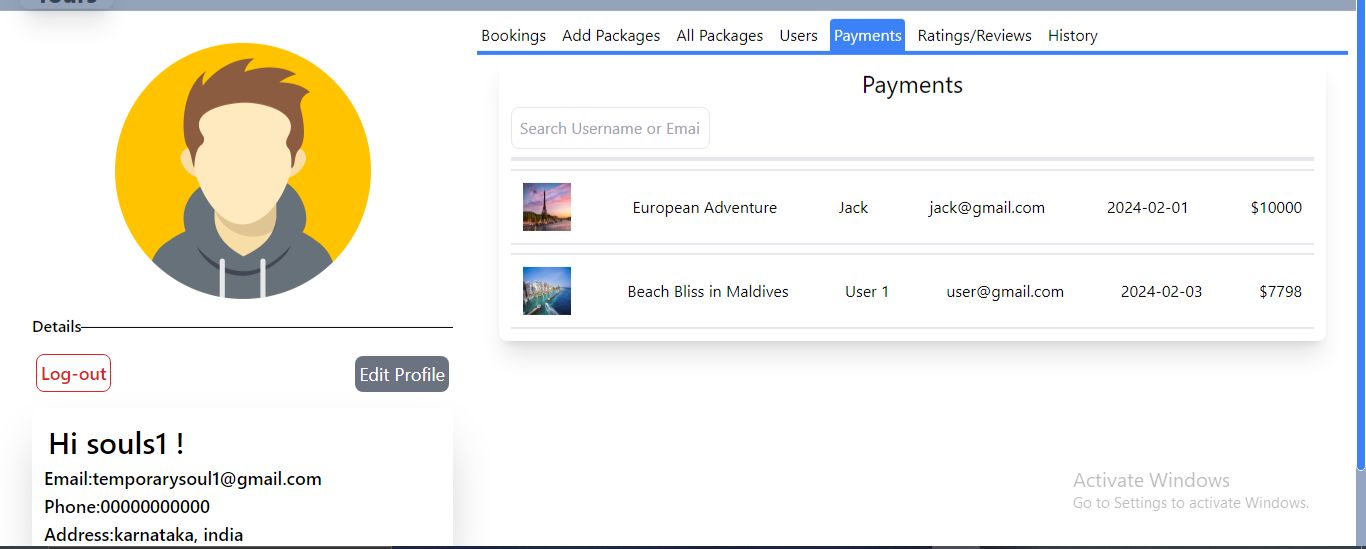 Tours
Bookings Add Packages All Packages Users Payments Ratings/Reviews History
Payments
Search Username or Emai
European Adventure Jack jack@gmail.com 2024-02-01 $10000
Beach Bliss in Maldives User 1 user@gmail.com 2024-02-03 $7798
Details
Log-out Edit Profile
Hi souls1 !
Email:temporarysoul1@gmail.com
Phone:00000000000
Address:karnataka, india
Activate Windows
Go to Settings to activate Windows.